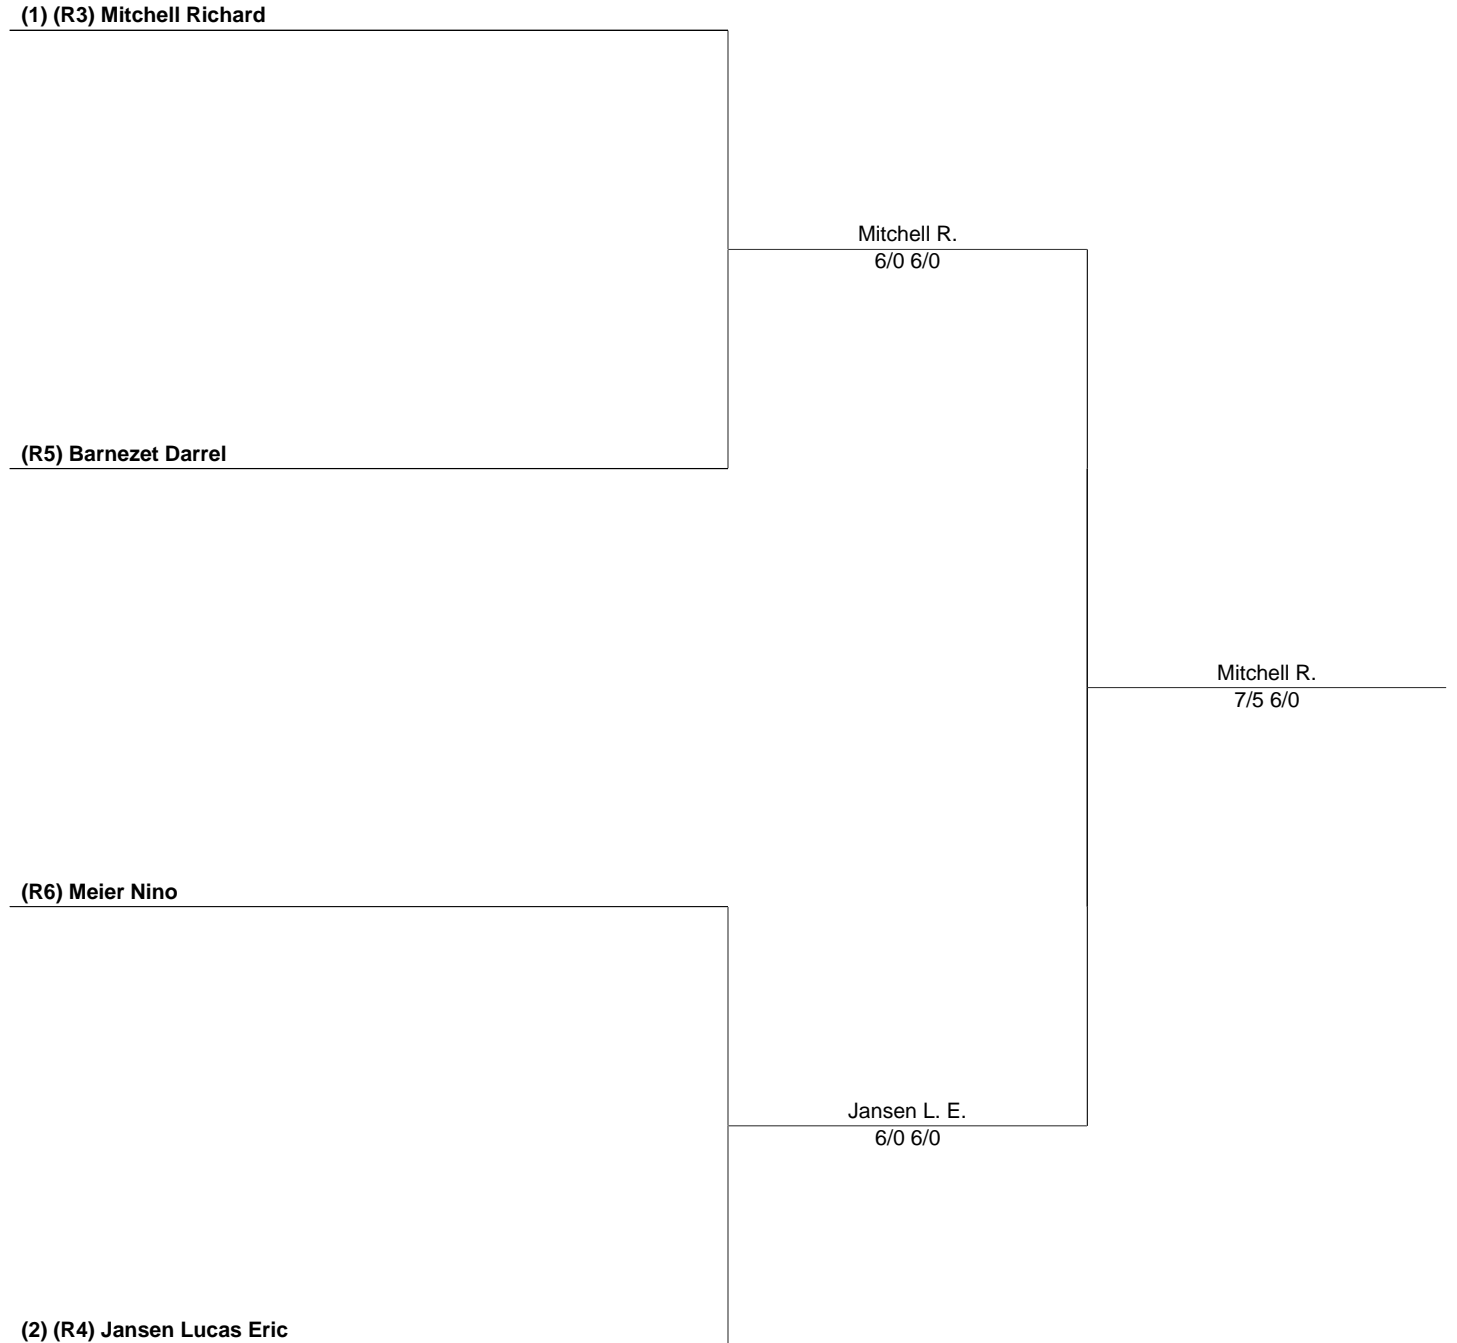 (1) (R3) Mitchell Richard
Mitchell R.
6/0 6/0
(R5) Barnezet Darrel
Mitchell R.
7/5 6/0
(R6) Meier Nino
Jansen L. E.
6/0 6/0
(2) (R4) Jansen Lucas Eric